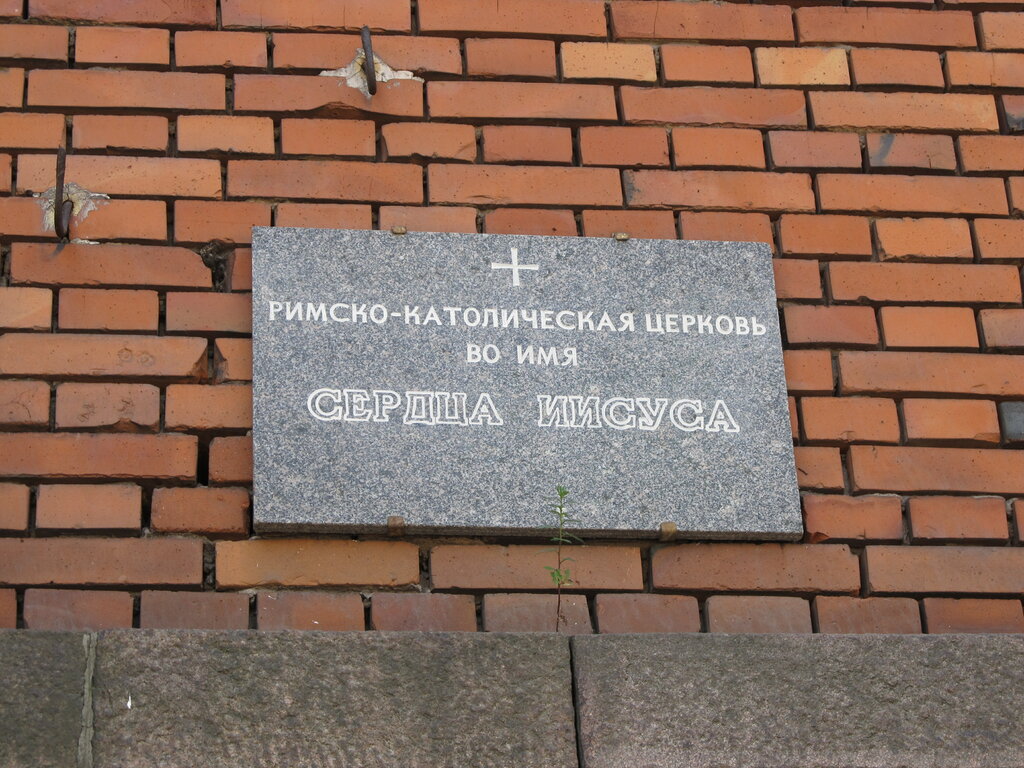 РИМСКО-КАТОЛИЧЕСКАЯ ЦЕРКОВЬ
ВО ИМЯ
СЕРДЦА ИИСУСА